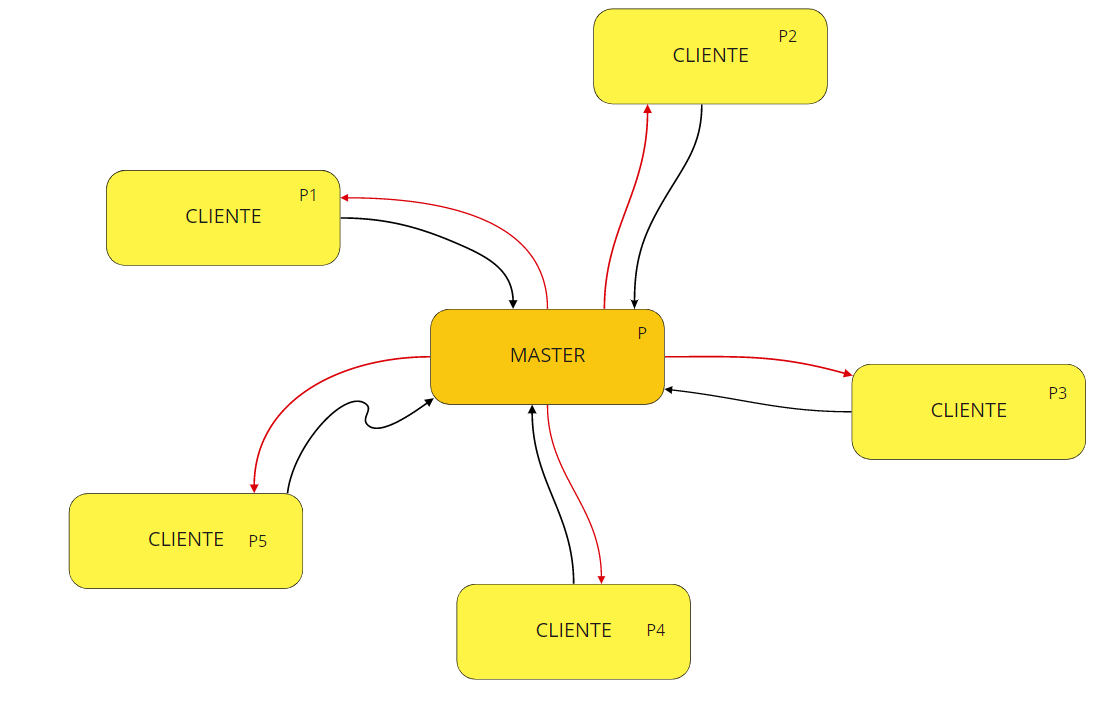 P2
CLIENTE
P1
CLIENTE
P
MASTER
P3
CLIENTE
CLIENTE P5
CLIENTE P4